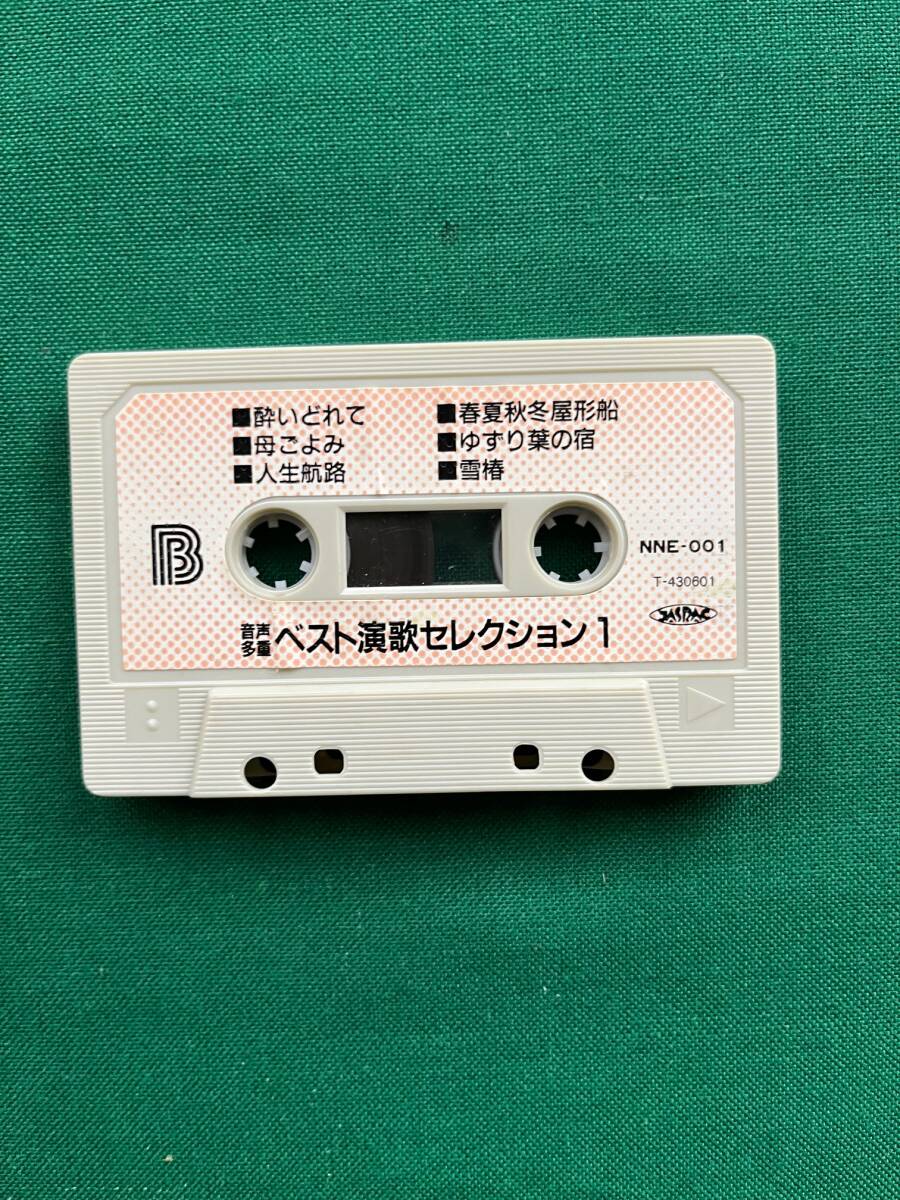 ■酔いどれて
■母ごよみ
■人生航路
■春夏秋冬屋形船
■ゆずり葉の宿
■雪椿
B
NNE-001
T-430601
JASRAC
音声多重 ベスト演歌セレクション1